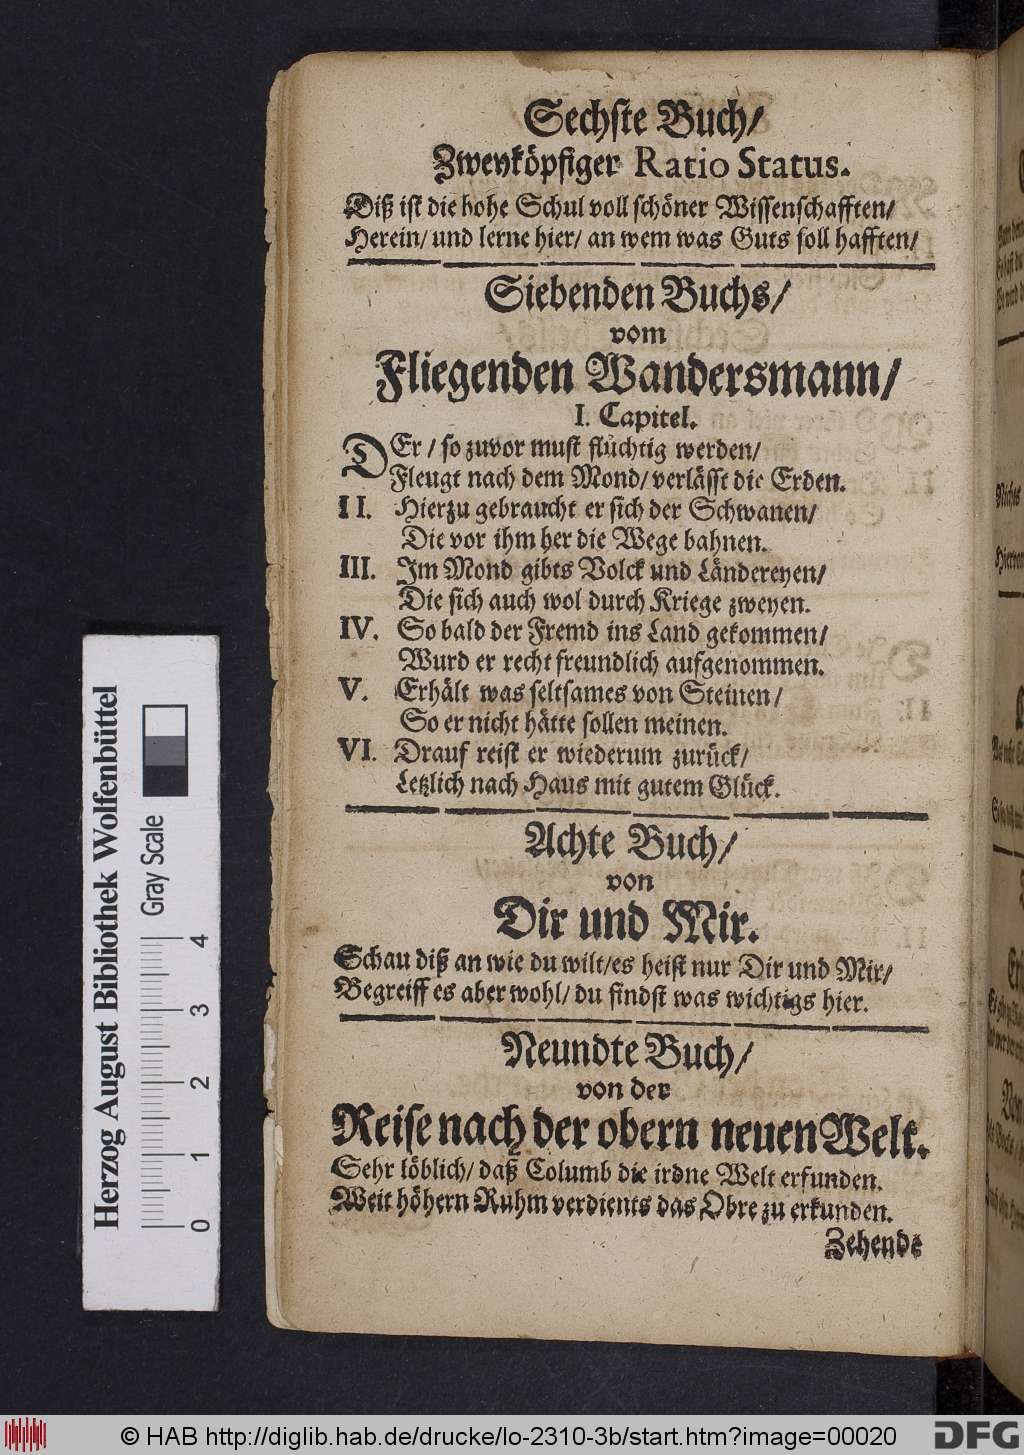 Sechste Buch/
Zweyköpfiger Ratio Status.
Diß ist die hohe Schul voll schöner Wissenschafften/
Herein/ und lerne hier/ an wem was Guts soll hafften/
Siebenden Buchs/
vom
Fliegenden Wandersmann/
I. Capitel.
DEr / so zuvor must flüchtig werden/
Fleugt nach dem Mond/ verlässt die Erden.
II. Hierzu gebraucht er sich der Schwanen/
Die vor ihm her die Wege bahnen.
III. Im Mond gibts Volck und Ländereyen/
Die sich auch wol durch Kriege zweyen.
IV. So bald der Fremd ins Land gekommen/
Wurd er recht freundlich aufgenommen.
V. Erhält was seltsames von Steinen/
So er nicht hätte sollen meinen.
VI. Drauf reist er wiederum zurück/
Letzlich nach Haus mit gutem Glück.
Achte Buch/
von
Dir und Mir.
Schau diß an wie du wilt/es heist nur Dir und Mir/
Begreiff es aber wohl/ du findst was wichtigs hier.
Neundte Buch/
von der
Reise nach der obern neuen Welt.
Sehr löblich/ daß Columb die irdne Welt erfunden.
Weit höhern Ruhm verdients das Obre zu erkunden.
Zehende
Herzog August Bibliothek Wolfenbüttel
Gray Scale
0 1 2 3 4
© HAB http://diglib.hab.de/drucke/lo-2310-3b/start.htm?image=00020
DFG